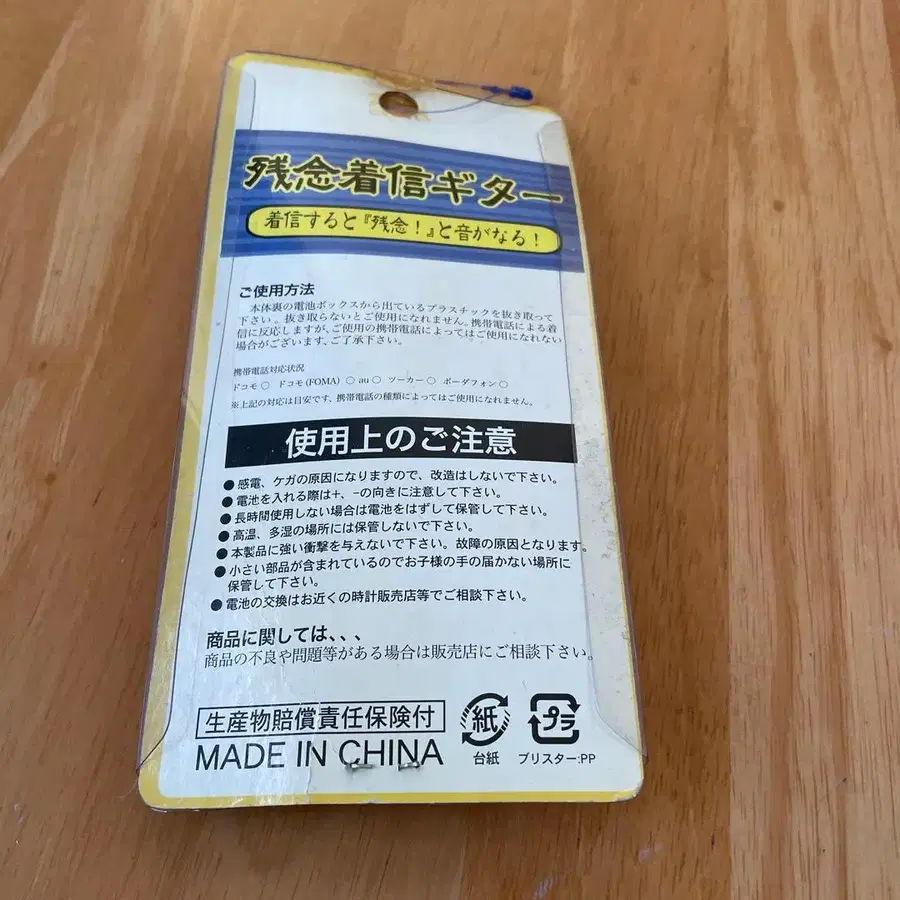 残念着信ギター
着信すると『残念！』と音がなる！
ご使用方法
本体裏の電池ボックスから出ているプラスチックを抜き取って
下さい。抜き取らないとご使用になれません。携帯電話による着
信に反応しますが、ご使用の携帯電話によってはご使用になれない
場合がございます、ご了承下さい。
携帯電話対応状況
ドコモ○ ドコモ(FOMA) ○ au○ ツーカー○ ボーダフォン○
※上記の対応は目安です、携帯電話の種類によってはご使用になれません。
使用上のご注意
●感電、ケガの原因になりますので、改造はしないで下さい。
●電池を入れる際は+、-の向きに注意して下さい。
●長時間使用しない場合は電池をはずして保管して下さい。
●高温、多湿の場所には保管しないで下さい。
●本製品に強い衝撃を与えないで下さい。故障の原因となります。
●小さい部品が含まれているのでお子様の手の届かない場所に
保管して下さい。
●電池の交換はお近くの時計販売店等でご相談下さい。
商品に関しては、、、
商品の不良や問題等がある場合は販売店にご相談下さい。
生産物賠償責任保険付
MADE IN CHINA
紙
台紙
プラ
ブリスター:PP